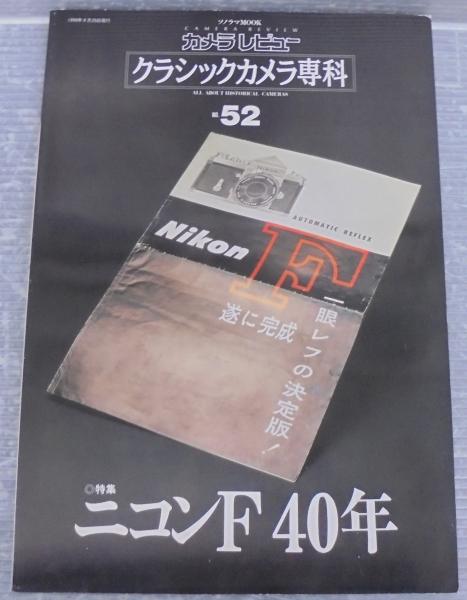 ソノラマMOOK
CAMERA REVIEW
カメラレビュー
クラシックカメラ専科
ALL ABOUT HISTORICAL CAMERAS
No.52
AUTOMATIC REFLEX
Nikon
F
一眼レフの決定版!
遂に完成
◎特集
ニコンF 40年